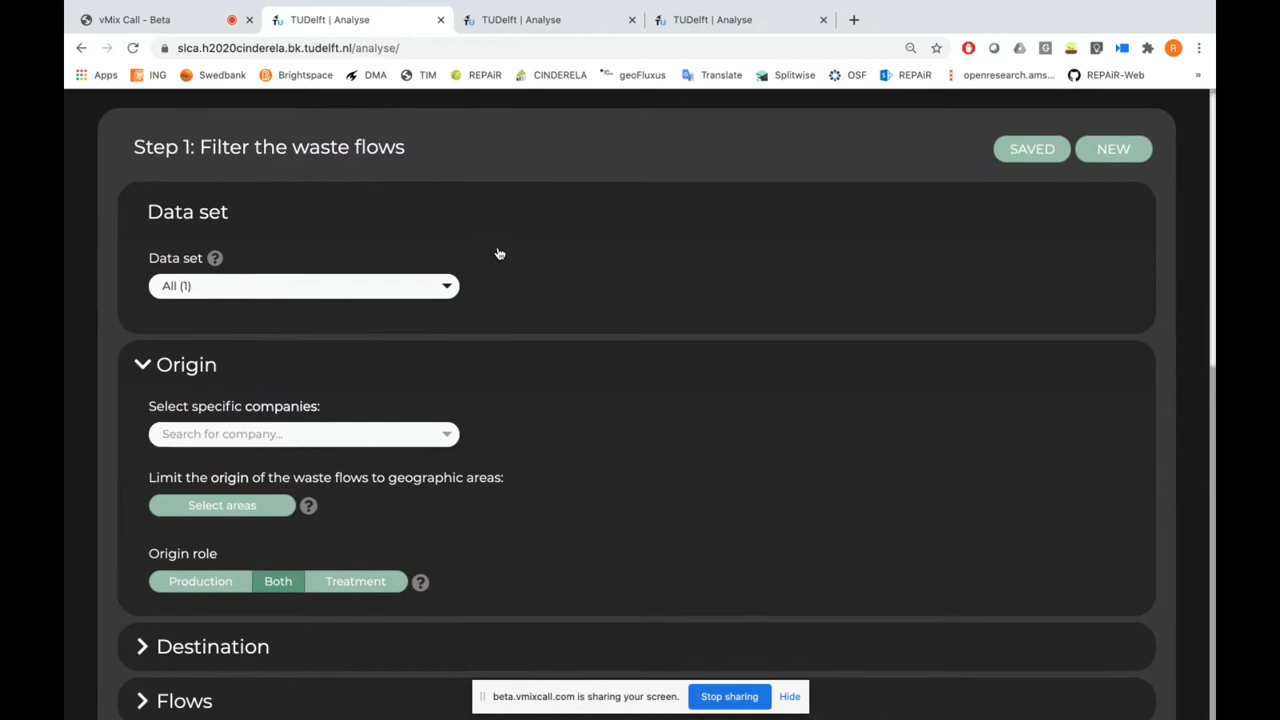 vMix Call - Beta
TUDelft | Analyse
TUDelft | Analyse
TUDelft | Analyse
slca.h2020cinderela.bk.tudelft.nl/analyse/
Apps ING Swedbank Brightspace DMA TIM REPAiR CINDERELA geoFluxus Translate Splitwise OSF REPAiR openresearch.ams... REPAiR-Web »
Step 1: Filter the waste flows
SAVED NEW
Data set
Data set ?
All (1)
Origin
Select specific companies:
Search for company...
Limit the origin of the waste flows to geographic areas:
Select areas ?
Origin role
Production Both Treatment ?
Destination
Flows
beta.vmixcall.com is sharing your screen. Stop sharing Hide